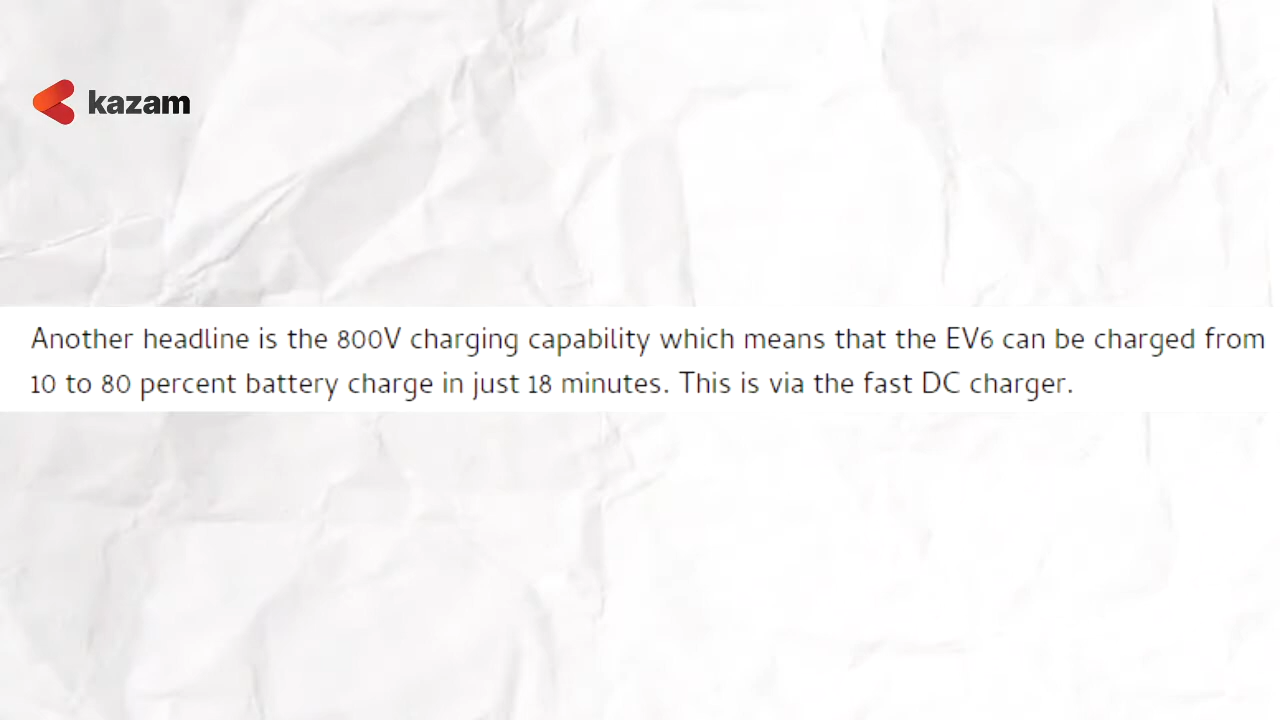 kazam
Another headline is the 800V charging capability which means that the EV6 can be charged from
10 to 80 percent battery charge in just 18 minutes. This is via the fast DC charger.